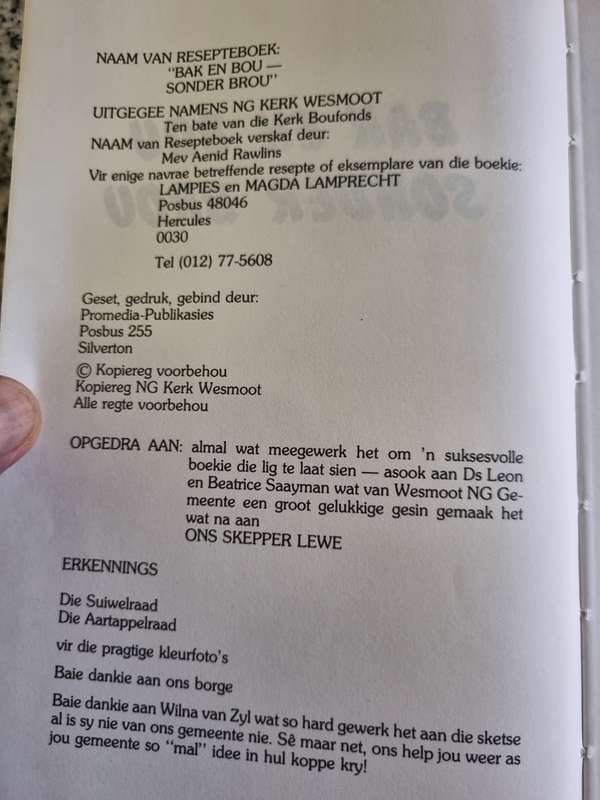 NAAM VAN RESEPTEBOEK:
"BAK EN BOU —
SONDER BROU"
UITGEGEE NAMENS NG KERK WESMOOT
Ten bate van die Kerk Boufonds
NAAM van Resepteboek verskaf deur:
Mev Aenid Rawlins
Vir enige navrae betreffende resepte of eksemplare van die boekie:
LAMPIES en MAGDA LAMPRECHT
Posbus 48046
Hercules
0030
Tel (012) 77-5608
Geset, gedruk, gebind deur:
Promedia-Publikasies
Posbus 255
Silverton
© Kopiereg voorbehou
Kopiereg NG Kerk Wesmoot
Alle regte voorbehou
OPGEDRA AAN: almal wat meegewerk het om 'n suksesvolle
boekie die lig te laat sien — asook aan Ds Leon
en Beatrice Saayman wat van Wesmoot NG Ge-
meente een groot gelukkige gesin gemaak het
wat na aan
ONS SKEPPER LEWE
ERKENNINGS
Die Suiwelraad
Die Aartappelraad
vir die pragtige kleurfoto's
Baie dankie aan ons borge
Baie dankie aan Wilna van Zyl wat so hard gewerk het aan die sketse
al is sy nie van ons gemeente nie. Sê maar net, ons help jou weer as
jou gemeente so "mal" idee in hul koppe kry!